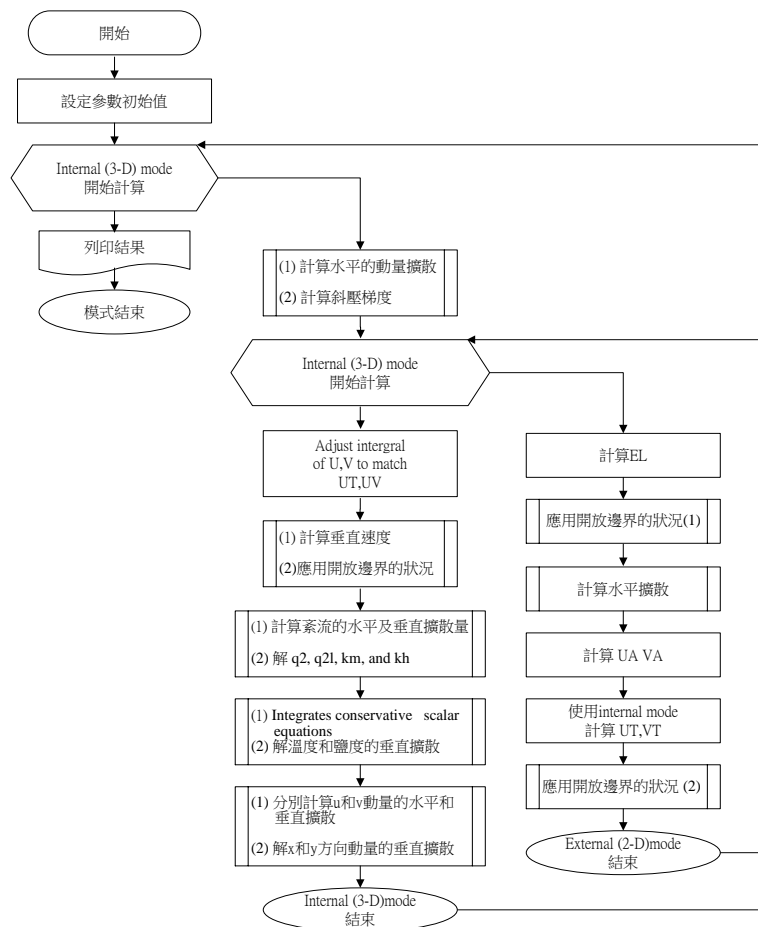 開始
設定參數初始值
Internal (3-D) mode
開始計算
列印結果
模式結束
(1) 計算水平的動量擴散
(2) 計算斜壓梯度
Internal (3-D) mode
開始計算
Adjust intergral
of U,V to match
UT,UV
(1) 計算垂直速度
(2)應用開放邊界的狀況
(1) 計算紊流的水平及垂直擴散量
(2) 解 q2, q2l, km, and kh
(1) Integrates conservative scalar
equations
(2) 解溫度和鹽度的垂直擴散
(1) 分別計算u和v動量的水平和
垂直擴散
(2) 解x和y方向動量的垂直擴散
Internal (3-D)mode
結束
計算EL
應用開放邊界的狀況(1)
計算水平擴散
計算 UA VA
使用internal mode
計算 UT,VT
應用開放邊界的狀況 (2)
External (2-D)mode
結束